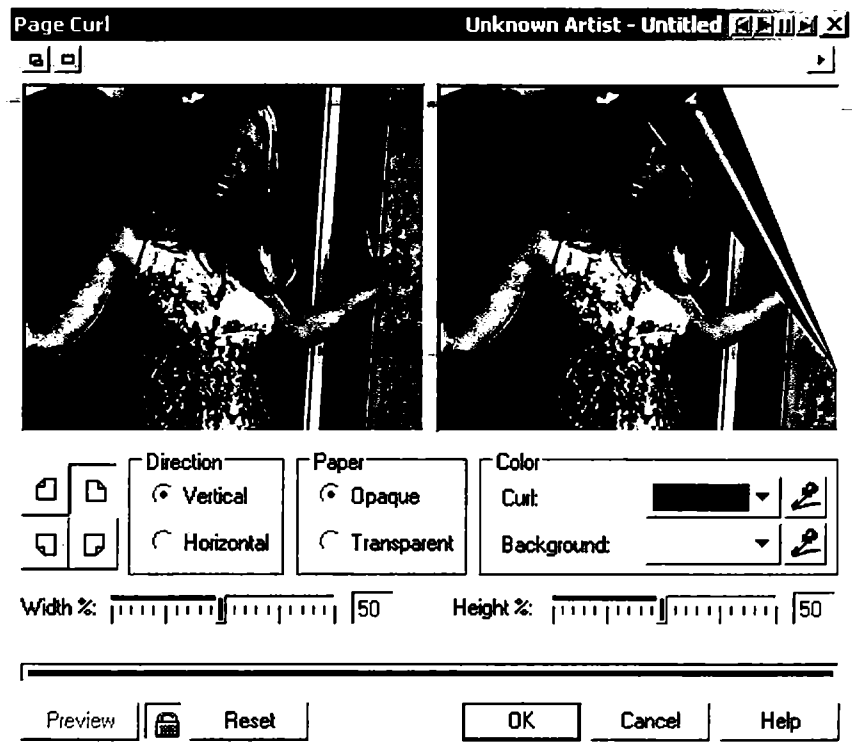 Page Curl Unknown Artist - Untitled
Direction Paper Color
Vertical Opaque Curl:
Horizontal Transparent Background:
Width %: 50 Height %: 50
Preview Reset OK Cancel Help